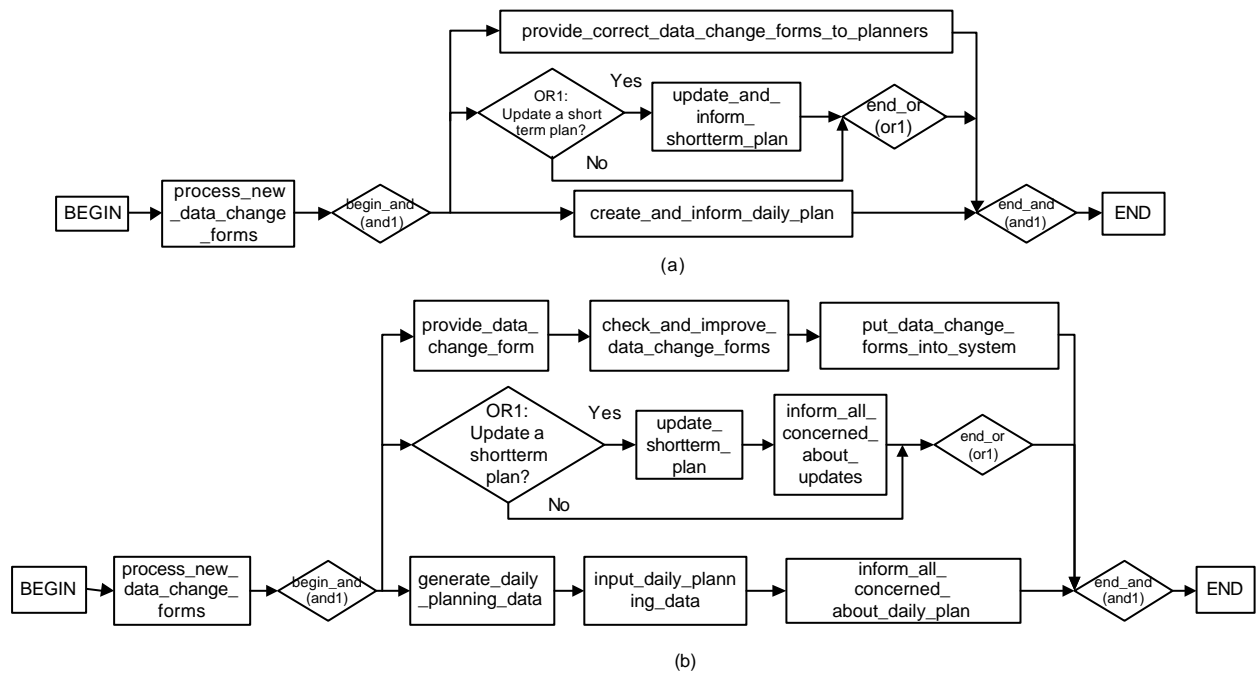 provide_correct_data_change_forms_to_planners
Yes
OR1:
Update a short
term plan?
update_and_
inform_
shortterm_plan
end_or
(or1)
No
BEGIN
process_new
_data_change
_forms
begin_and
(and1)
create_and_inform_daily_plan
end_and
(and1)
END
(a)
provide_data_
change_form
check_and_improve_
data_change_forms
put_data_change_
forms_into_system
OR1:
Update a
shortterm
plan?
Yes
update_
shortterm_
plan
inform_all_
concerned_
about_
updates
end_or
(or1)
No
BEGIN
process_new_
data_change_
forms
begin_and
(and1)
generate_daily
_planning_data
input_daily_plann
ing_data
inform_all_
concerned_
about_daily_plan
end_and
(and1)
END
(b)